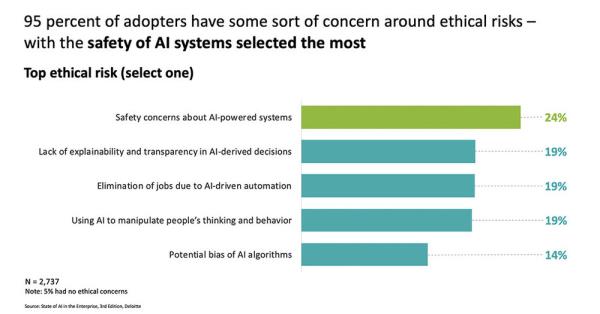 95 percent of adopters have some sort of concern around ethical risks –
with the safety of AI systems selected the most
Top ethical risk (select one)
Safety concerns about AI-powered systems 24%
Lack of explainability and transparency in AI-derived decisions 19%
Elimination of jobs due to AI-driven automation 19%
Using AI to manipulate people's thinking and behavior 19%
Potential bias of AI algorithms 14%
N = 2,737
Note: 5% had no ethical concerns
Source: State of AI in the Enterprise, 3rd Edition, Deloitte